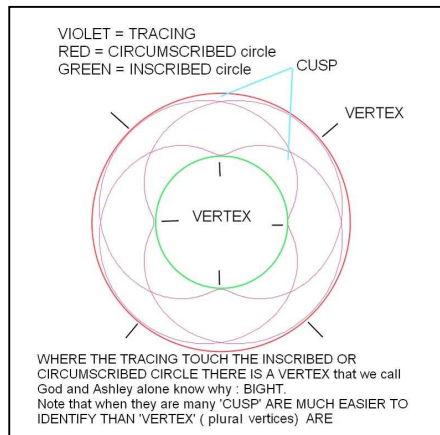 VIOLET = TRACING
RED = CIRCUMSCRIBED circle
GREEN = INSCRIBED circle
CUSP
VERTEX
VERTEX
WHERE THE TRACING TOUCH THE INSCRIBED OR
CIRCUMSCRIBED CIRCLE THERE IS A VERTEX that we call
God and Ashley alone know why : BIGHT.
Note that when they are many 'CUSP' ARE MUCH EASIER TO
IDENTIFY THAN 'VERTEX' ( plural vertices) ARE